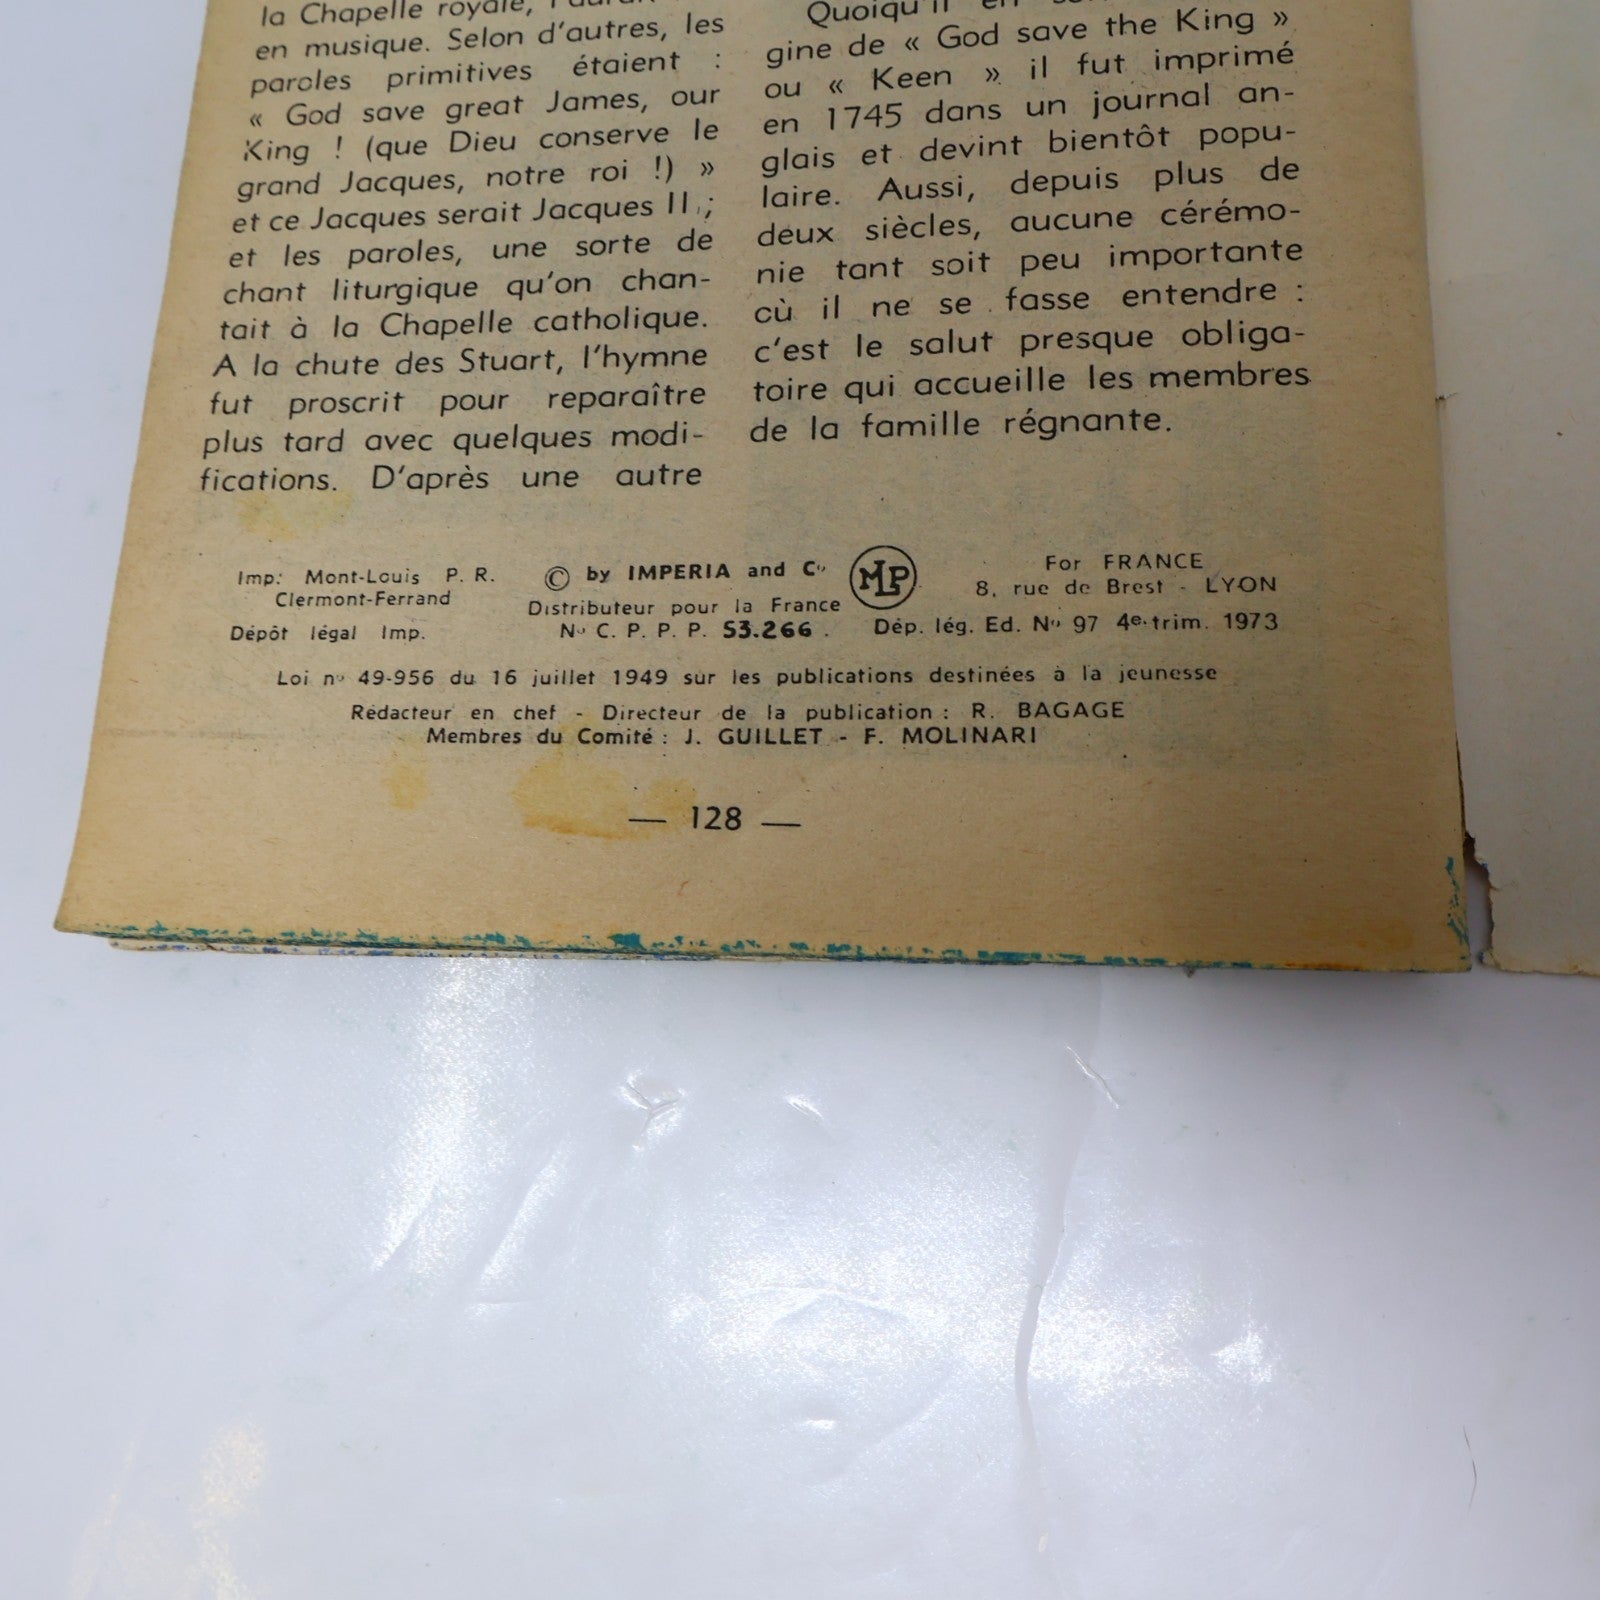 la Chapelle royale,
en musique. Selon d'autres, les
paroles primitives étaient :
« God save great James, our
King ! (que Dieu conserve le
grand Jacques, notre roi !) »
et ce Jacques serait Jacques II ;
et les paroles, une sorte de
chant liturgique qu'on chan-
tait à la Chapelle catholique.
A la chute des Stuart, l'hymne
fut proscrit pour reparaître
plus tard avec quelques modi-
fications. D'après une autre
Quoiqu'il en
gine de « God save the King »
ou « Keen » il fut imprimé
en 1745 dans un journal an-
glais et devint bientôt popu-
laire. Aussi, depuis plus de
deux siècles, aucune cérémo-
nie tant soit peu importante
cù il ne se fasse entendre :
c'est le salut presque obliga-
toire qui accueille les membres
de la famille régnante.
Imp: Mont-Louis P. R.
Clermont-Ferrand
Dépôt légal Imp.
© by IMPERIA and Cº
Distributeur pour la France
Nº C. P. P. P. 53.266 .
MLP
For FRANCE
8, rue de Brest - LYON
Dép. lég. Ed. Nº 97 4e trim. 1973
Loi nº 49-956 du 16 juillet 1949 sur les publications destinées à la jeunesse
Rédacteur en chef - Directeur de la publication : R. BAGAGE
Membres du Comité : J. GUILLET - F. MOLINARI
— 128 —